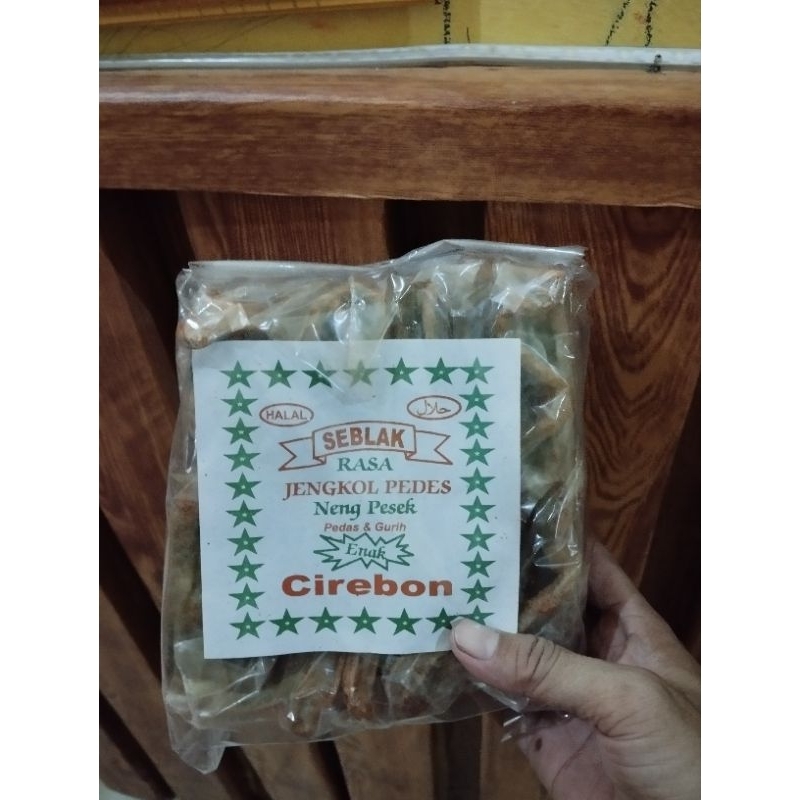 HALAL
حلال
SEBLAK
RASA
JENGKOL PEDES
Neng Pesek
Pedas & Gurih
Enak
Cirebon